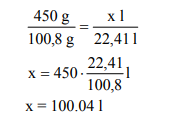 450 g / 100,8 g = x l / 22,41 l
x = 450 · 22,41 / 100,8 l
x = 100.04 l